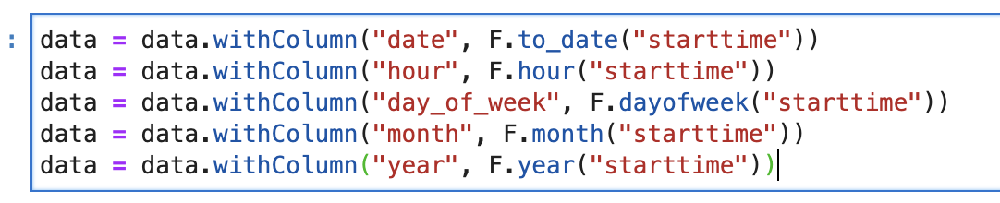 :
data = data.withColumn("date", F.to_date("starttime"))
data = data.withColumn("hour", F.hour("starttime"))
data = data.withColumn("day_of_week", F.dayofweek("starttime"))
data = data.withColumn("month", F.month("starttime"))
data = data.withColumn("year", F.year("starttime"))